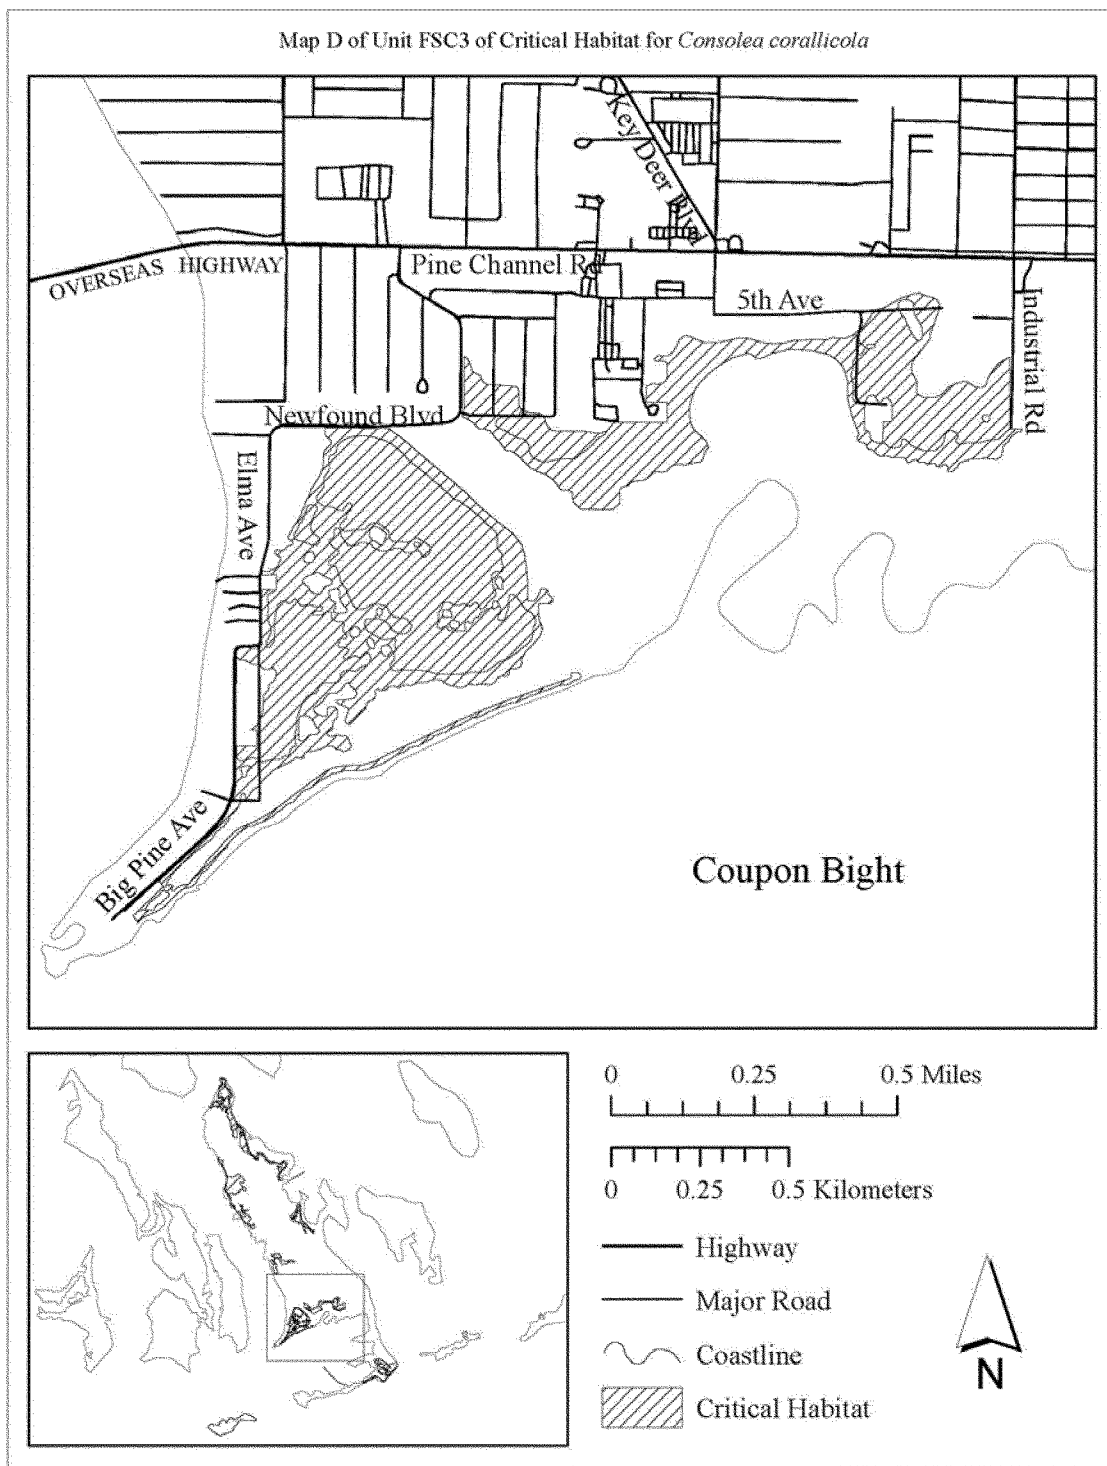 Map D of Unit FSC3 of Critical Habitat for Consolea corallicola
Key Deer Blvd
OVERSEAS HIGHWAY
Pine Channel Rd
5th Ave
Industrial Rd
Newfound Blvd
Elma Ave
Big Pine Ave
Coupon Bight
0 0.25 0.5 Miles
0 0.25 0.5 Kilometers
Highway
Major Road
Coastline
Critical Habitat
N